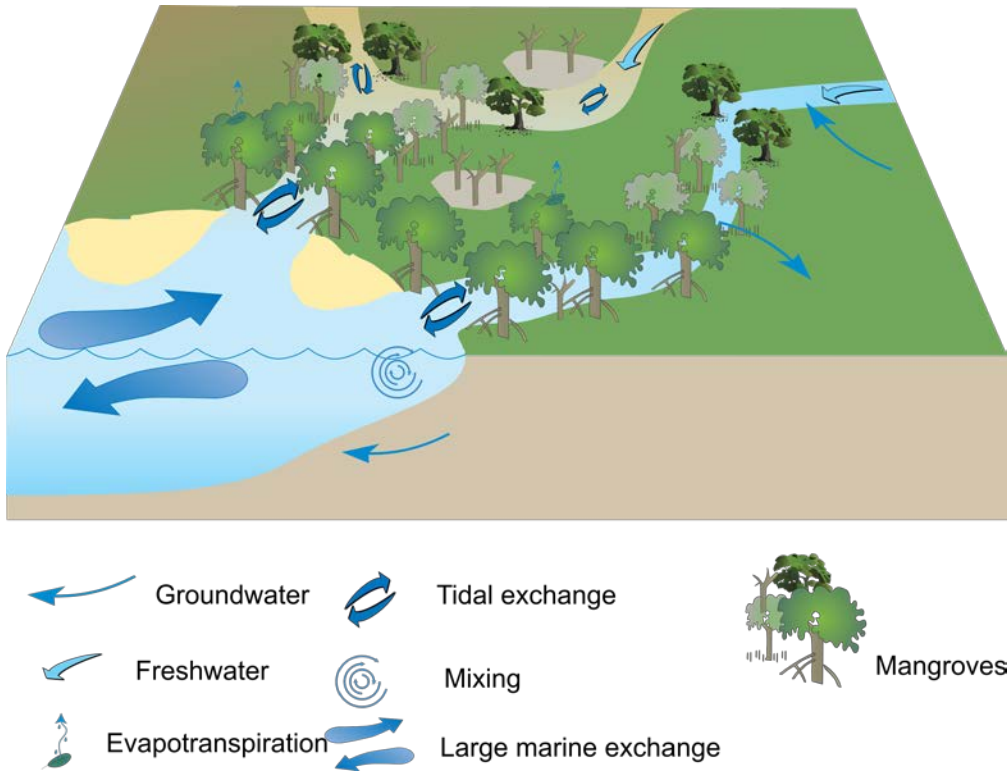 Groundwater
Tidal exchange
Freshwater
Mixing
Mangroves
Evapotranspiration
Large marine exchange